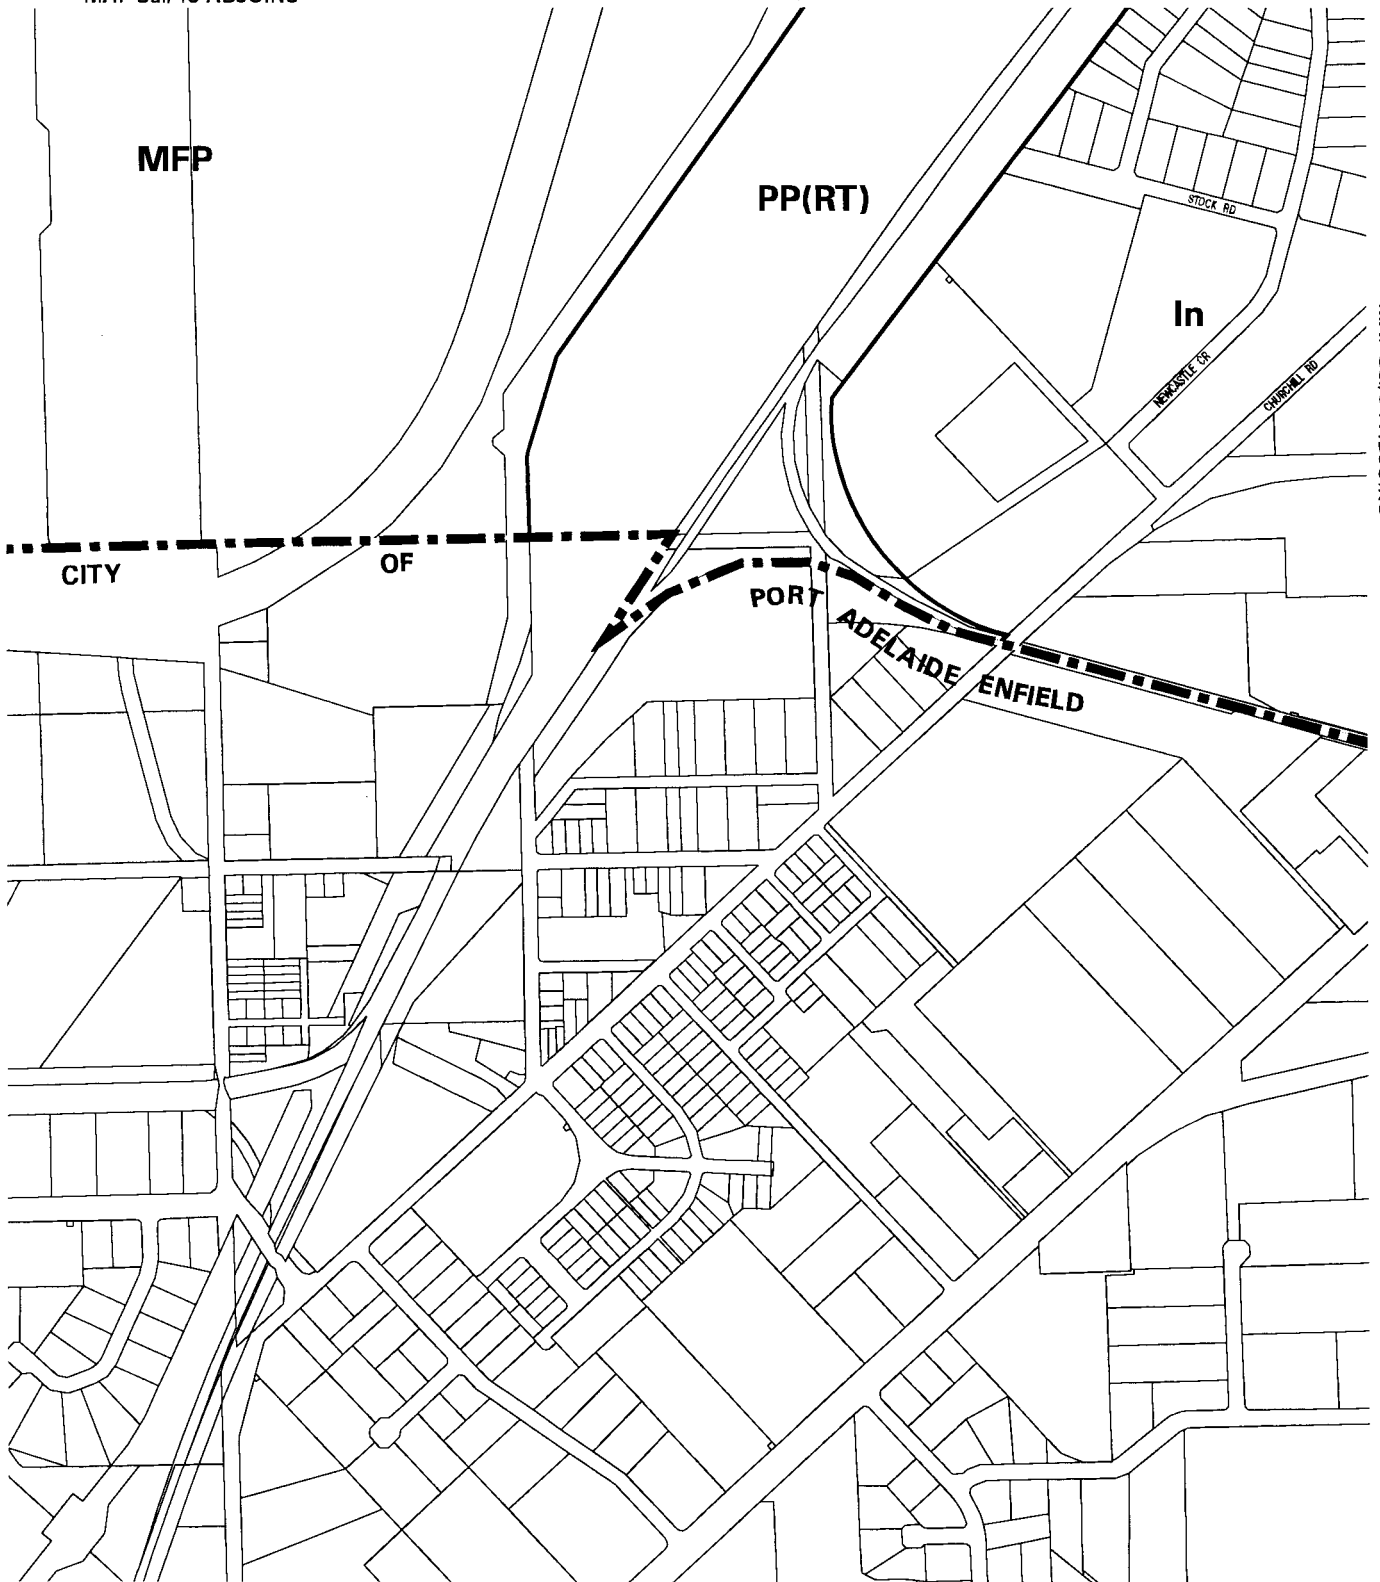 MFP
PP(RT)
STOCK RD
In
NEWCASTLE CR
CHURCHILL RD
CITY OF PORT ADELAIDE ENFIELD